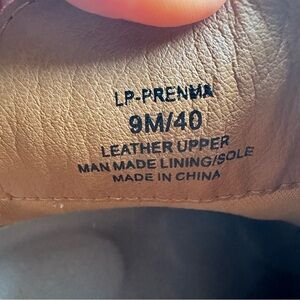 LP-PRENMA
9M/40
LEATHER UPPER
MAN MADE LINING/SOLE
MADE IN CHINA